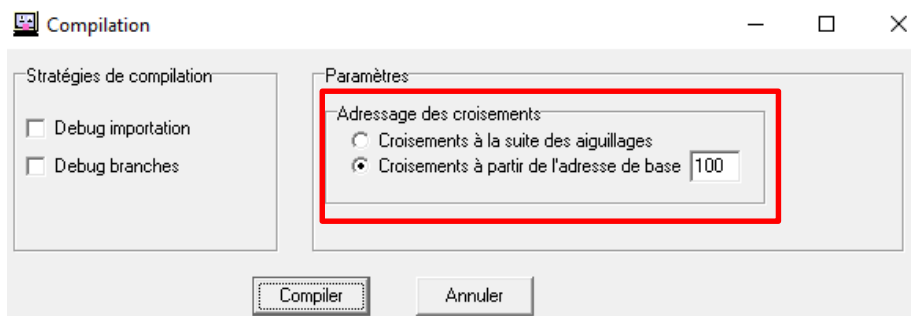 Compilation
Stratégies de compilation
Debug importation
Debug branches
Paramètres
Adressage des croisements
Croisements à la suite des aiguillages
Croisements à partir de l'adresse de base 100
Compiler
Annuler